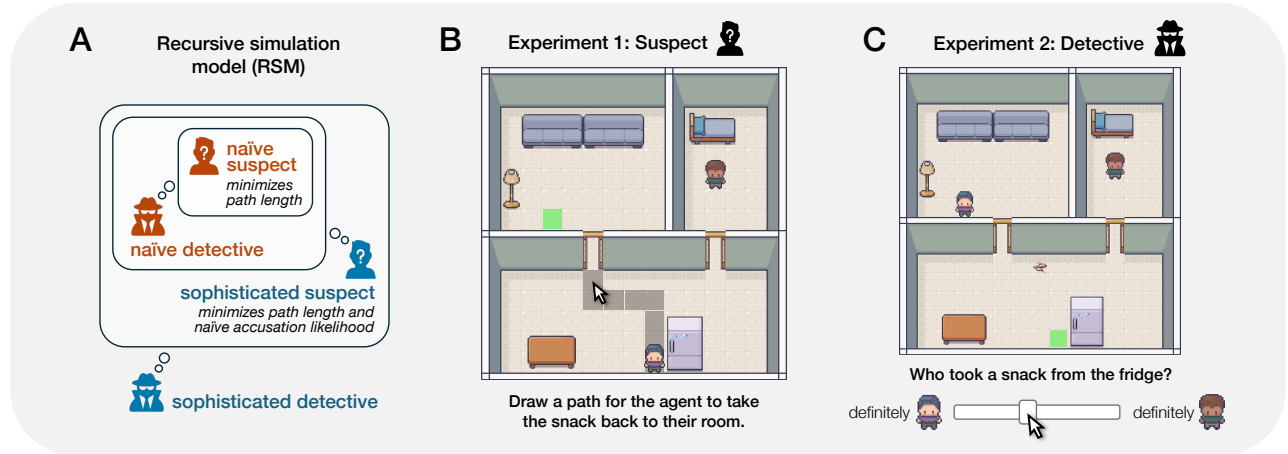 A
Recursive simulation
model (RSM)
?
naïve
suspect
minimizes
path length
naïve detective
?
sophisticated suspect
minimizes path length and
naïve accusation likelihood
sophisticated detective
B
Experiment 1: Suspect
?
Draw a path for the agent to take
the snack back to their room.
C
Experiment 2: Detective
Who took a snack from the fridge?
definitely
definitely